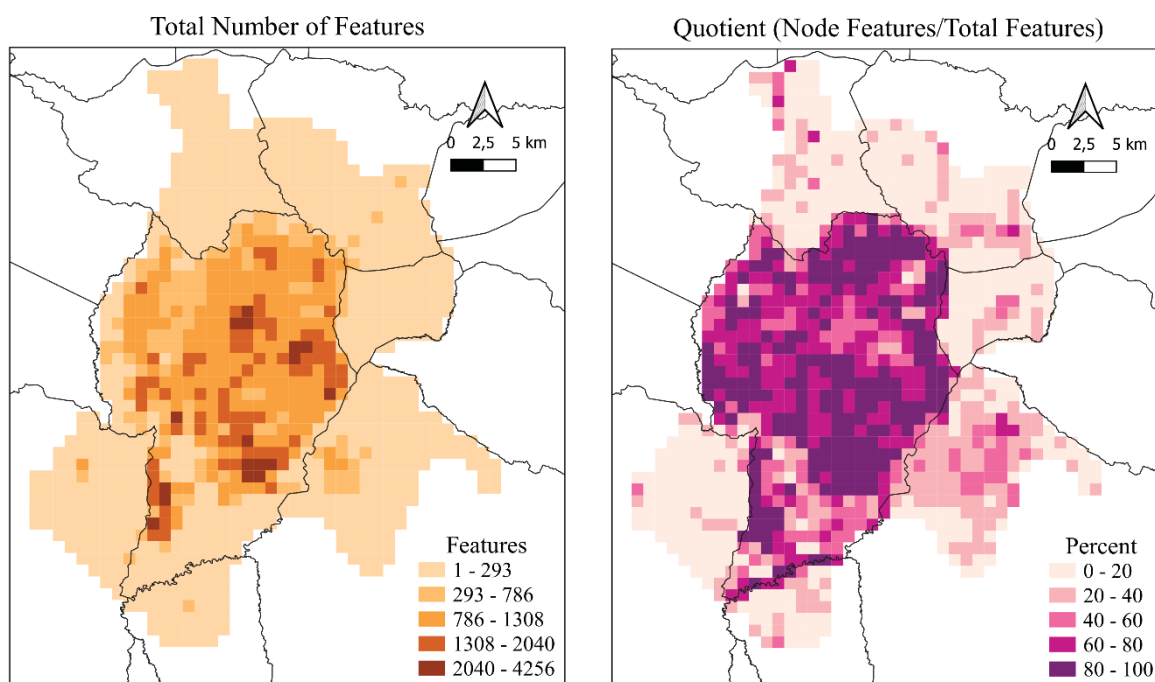 Total Number of Features
0 2,5 5 km
Features
1 - 293
293 - 786
786 - 1308
1308 - 2040
2040 - 4256
Quotient (Node Features/Total Features)
0 2,5 5 km
Percent
0 - 20
20 - 40
40 - 60
60 - 80
80 - 100